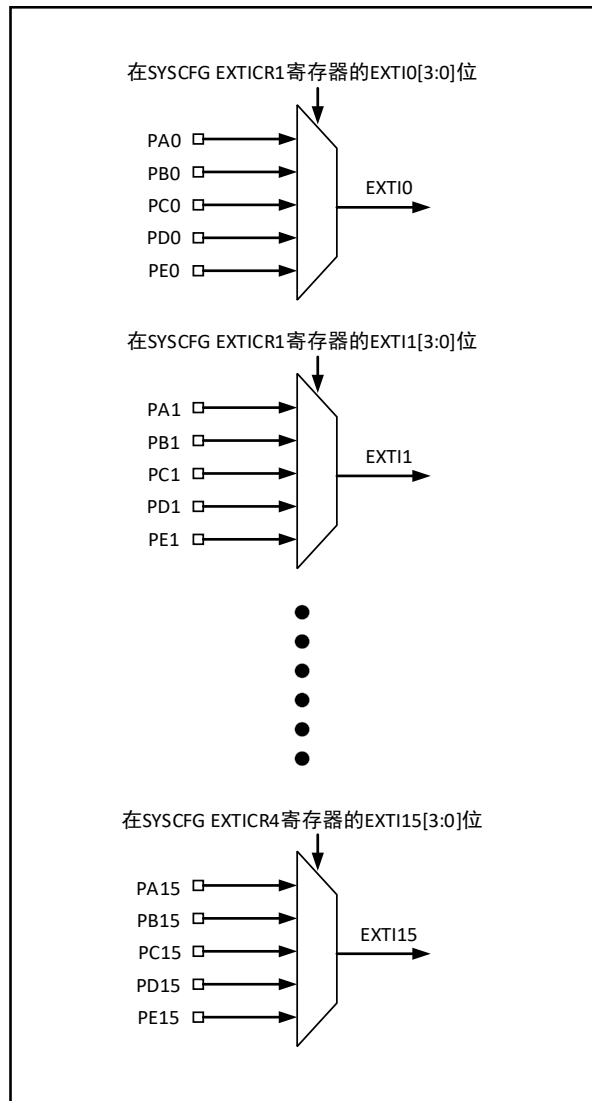 在SYSCFG EXTICR1寄存器的EXTI0[3:0]位
PA0
PB0
EXTI0
PC0
PD0
PE0
在SYSCFG EXTICR1寄存器的EXTI1[3:0]位
PA1
PB1
EXTI1
PC1
PD1
PE1
在SYSCFG EXTICR4寄存器的EXTI15[3:0]位
PA15
PB15
EXTI15
PC15
PD15
PE15